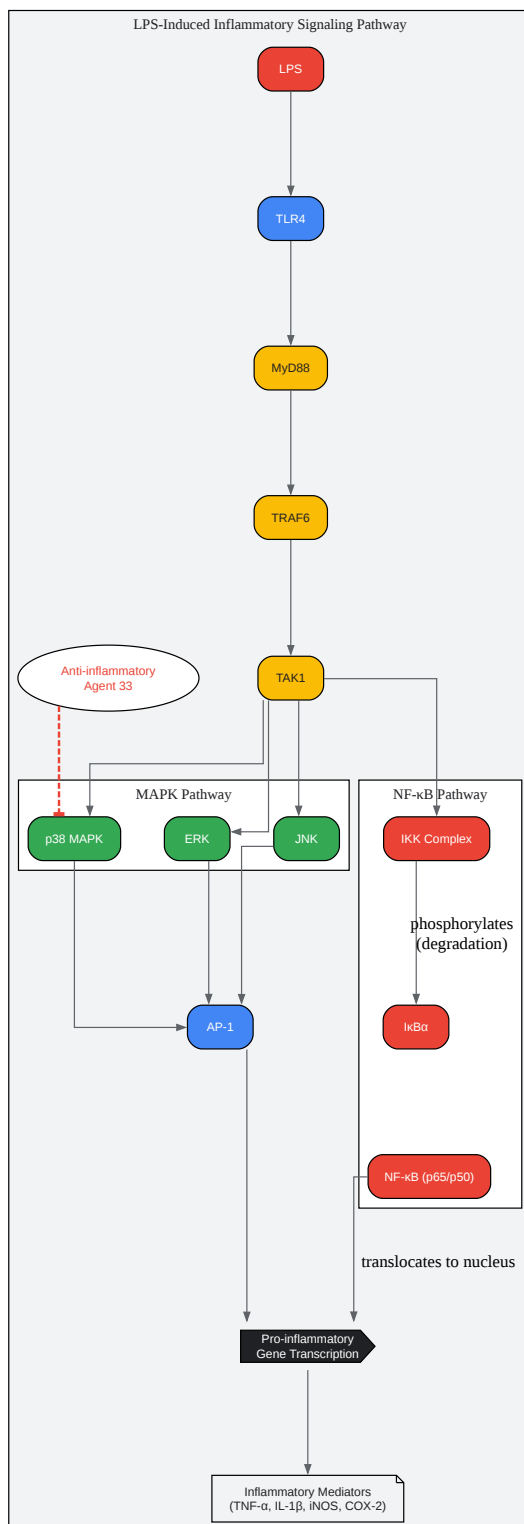 LPS-Induced Inflammatory Signaling Pathway
LPS
TLR4
MyD88
TRAF6
Anti-inflammatory
Agent 33
TAK1
MAPK Pathway
NF-κB Pathway
p38 MAPK
ERK
JNK
IKK Complex
phosphorylates
(degradation)
AP-1
IκBα
NF-κB (p65/p50)
translocates to nucleus
Pro-inflammatory
Gene Transcription
Inflammatory Mediators
(TNF-α, IL-1β, iNOS, COX-2)